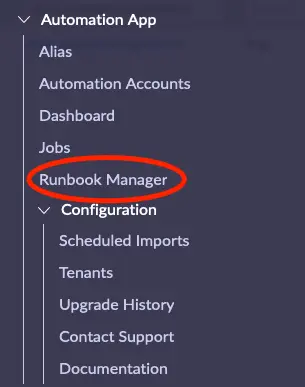 Automation App
Alias
Automation Accounts
Dashboard
Jobs
Runbook Manager
Configuration
Scheduled Imports
Tenants
Upgrade History
Contact Support
Documentation